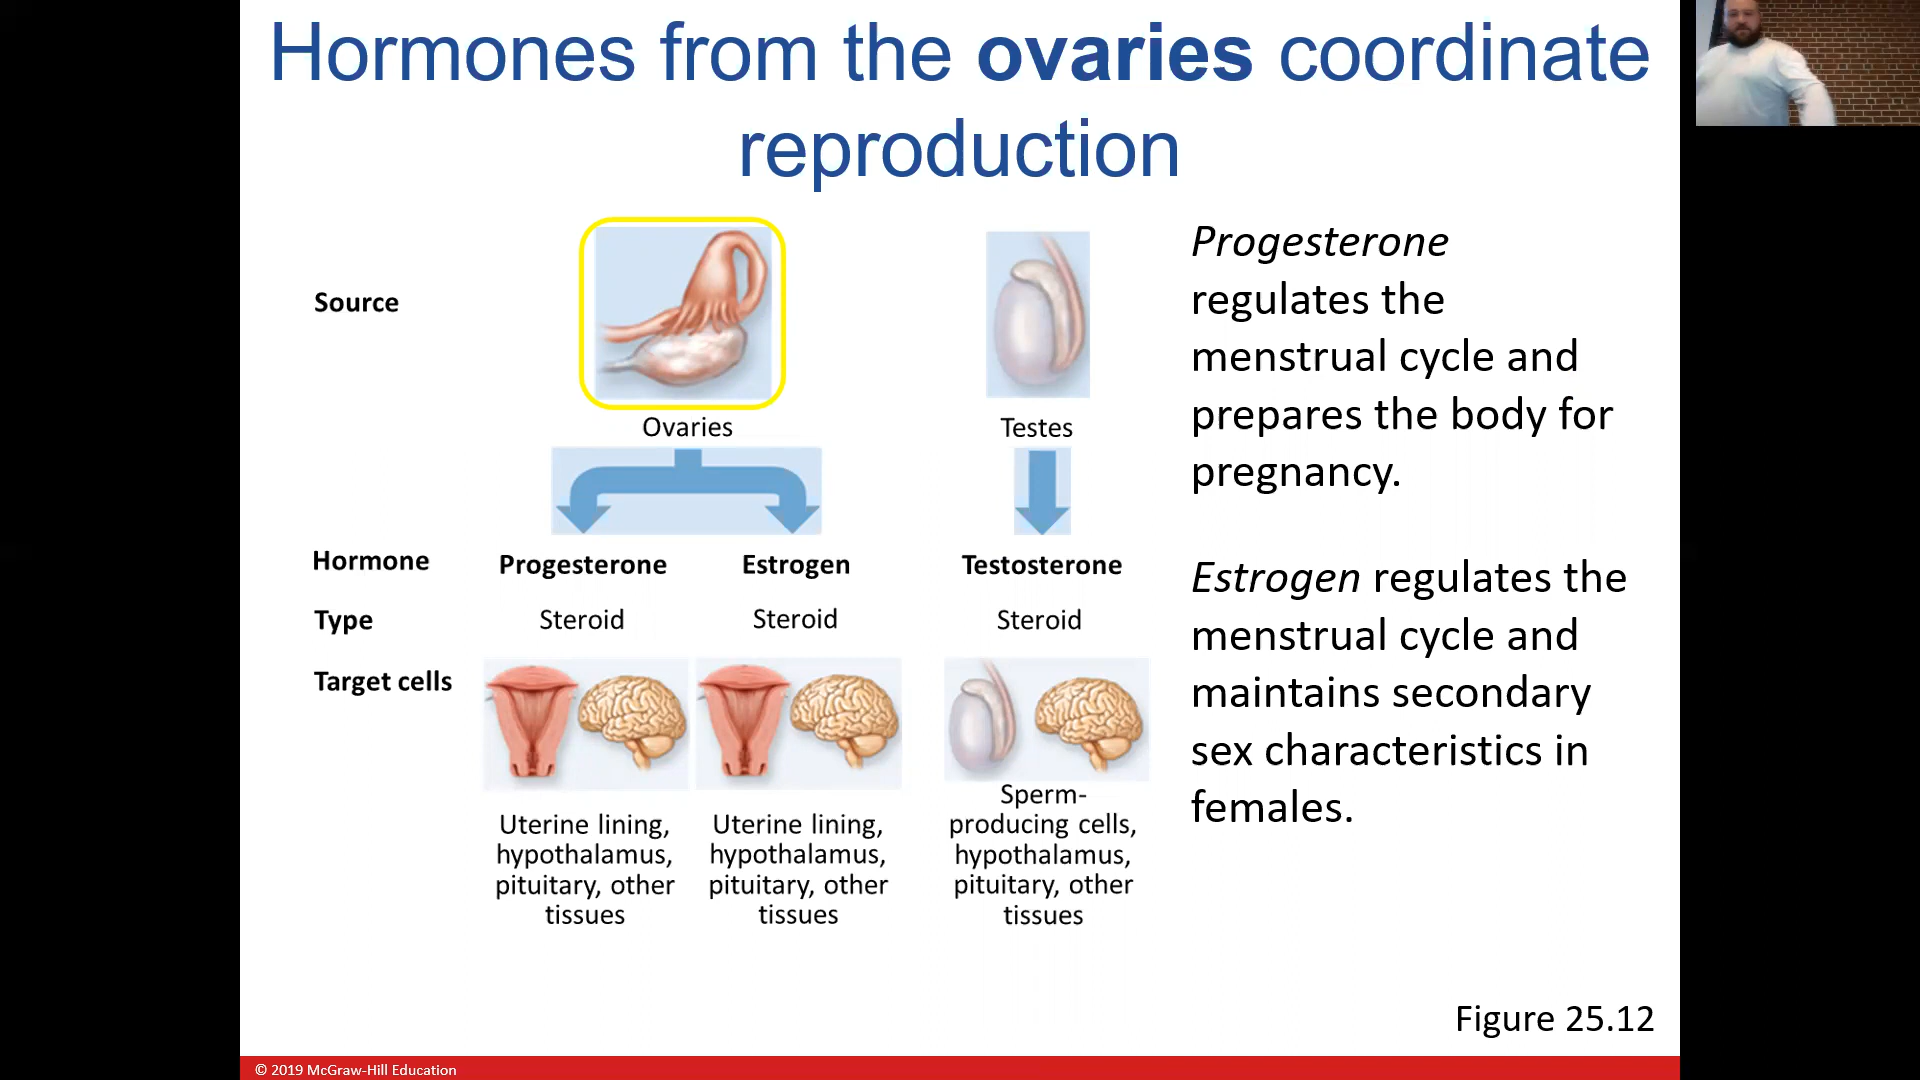 Hormones from the ovaries coordinate
reproduction
Source
Ovaries
Testes
Hormone
Progesterone
Estrogen
Testosterone
Type
Steroid
Steroid
Steroid
Target cells
Uterine lining,
hypothalamus,
pituitary, other
tissues
Uterine lining,
hypothalamus,
pituitary, other
tissues
Sperm-
producing cells,
hypothalamus,
pituitary, other
tissues
Progesterone
regulates the
menstrual cycle and
prepares the body for
pregnancy.
Estrogen regulates the
menstrual cycle and
maintains secondary
sex characteristics in
females.
Figure 25.12
© 2019 McGraw-Hill Education